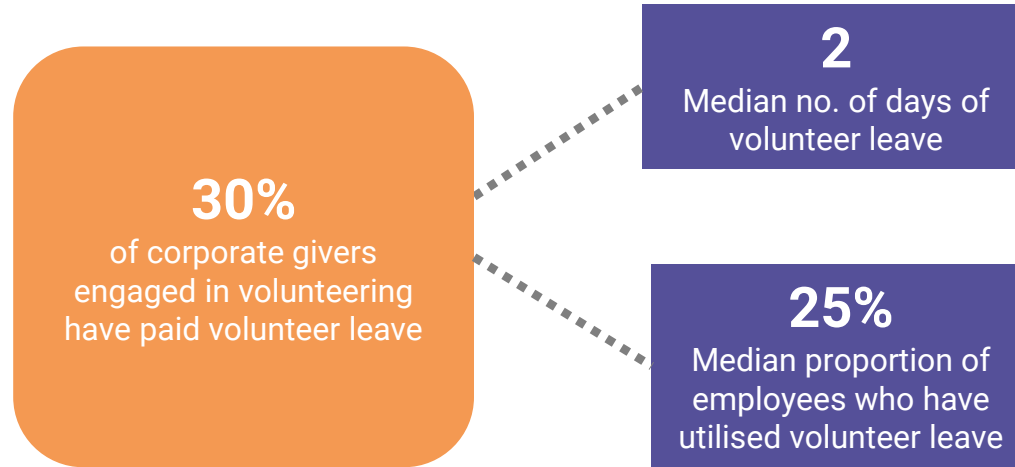 30%
of corporate givers
engaged in volunteering
have paid volunteer leave
2
Median no. of days of
volunteer leave
25%
Median proportion of
employees who have
utilised volunteer leave